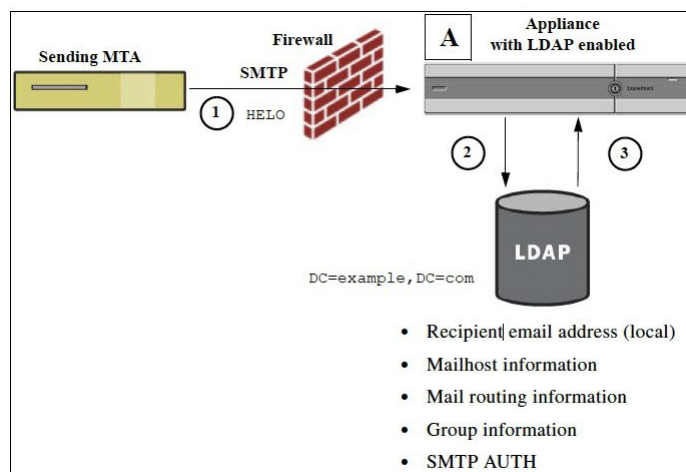 Sending MTA
Firewall
SMTP
1
HELO
A
Appliance
with LDAP enabled
IRONPORT
2
3
LDAP
DC=example,DC=com
• Recipient email address (local)
• Mailhost information
• Mail routing information
• Group information
• SMTP AUTH